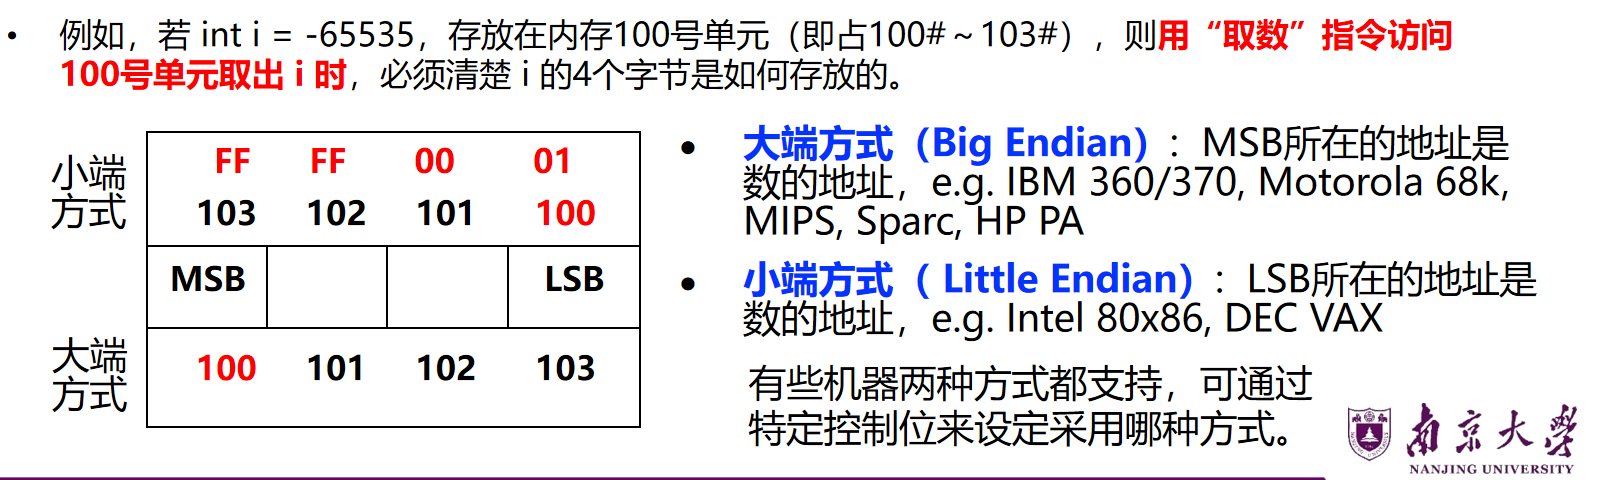 • 例如，若 int i = -65535，存放在内存100号单元（即占100#～103#），则用“取数”指令访问
100号单元取出 i 时，必须清楚 i 的4个字节是如何存放的。
小端
方式
FF FF 00 01
103 102 101 100
MSB LSB
大端
方式
100 101 102 103
• 大端方式（Big Endian）：MSB所在的地址是
数的地址，e.g. IBM 360/370, Motorola 68k,
MIPS, Sparc, HP PA
• 小端方式（ Little Endian）：LSB所在的地址是
数的地址，e.g. Intel 80x86, DEC VAX
有些机器两种方式都支持，可通过
特定控制位来设定采用哪种方式。
南京大学
NANJING UNIVERSITY